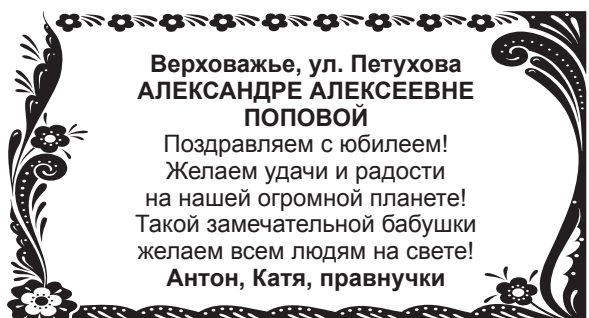 Верховажье, ул. Петухова
АЛЕКСАНДРЕ АЛЕКСЕЕВНЕ
ПОПОВОЙ
Поздравляем с юбилеем!
Желаем удачи и радости
на нашей огромной планете!
Такой замечательной бабушки
желаем всем людям на свете!
Антон, Катя, правнучки